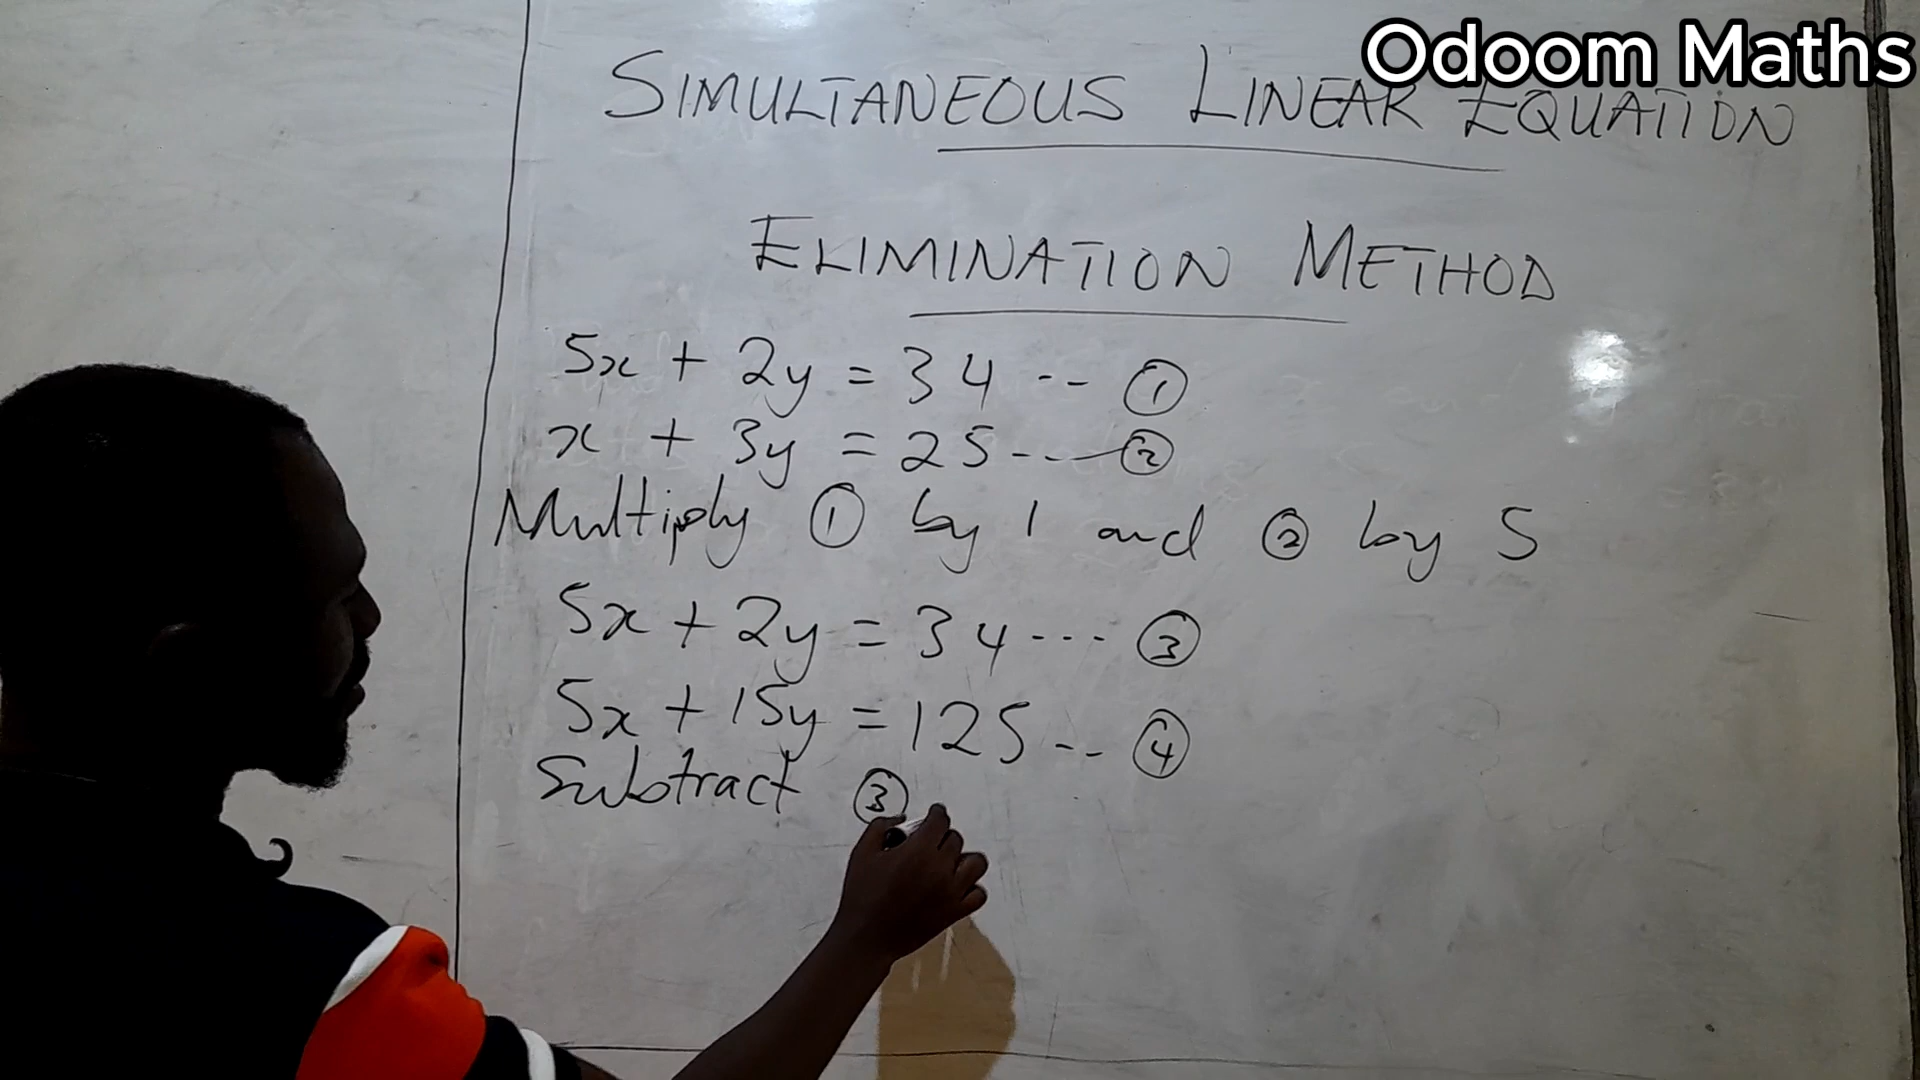 Odoom Maths
SIMULTANEOUS LINEAR EQUATION
ELIMINATION METHOD
5x + 2y = 34 -- ①
x + 3y = 25 --- ②
Multiply ① by 1 and ② by 5
5x + 2y = 34 --- ③
5x + 15y = 125 -- ④
Subtract ③